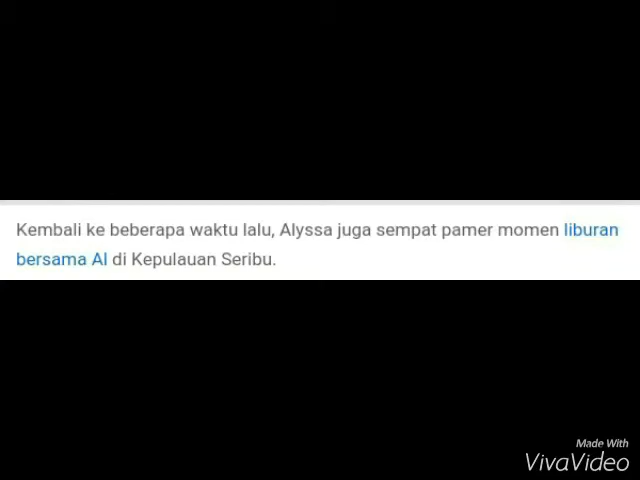 Kembali ke beberapa waktu lalu, Alyssa juga sempat pamer momen liburan
bersama Al di Kepulauan Seribu.
Made With
VivaVideo